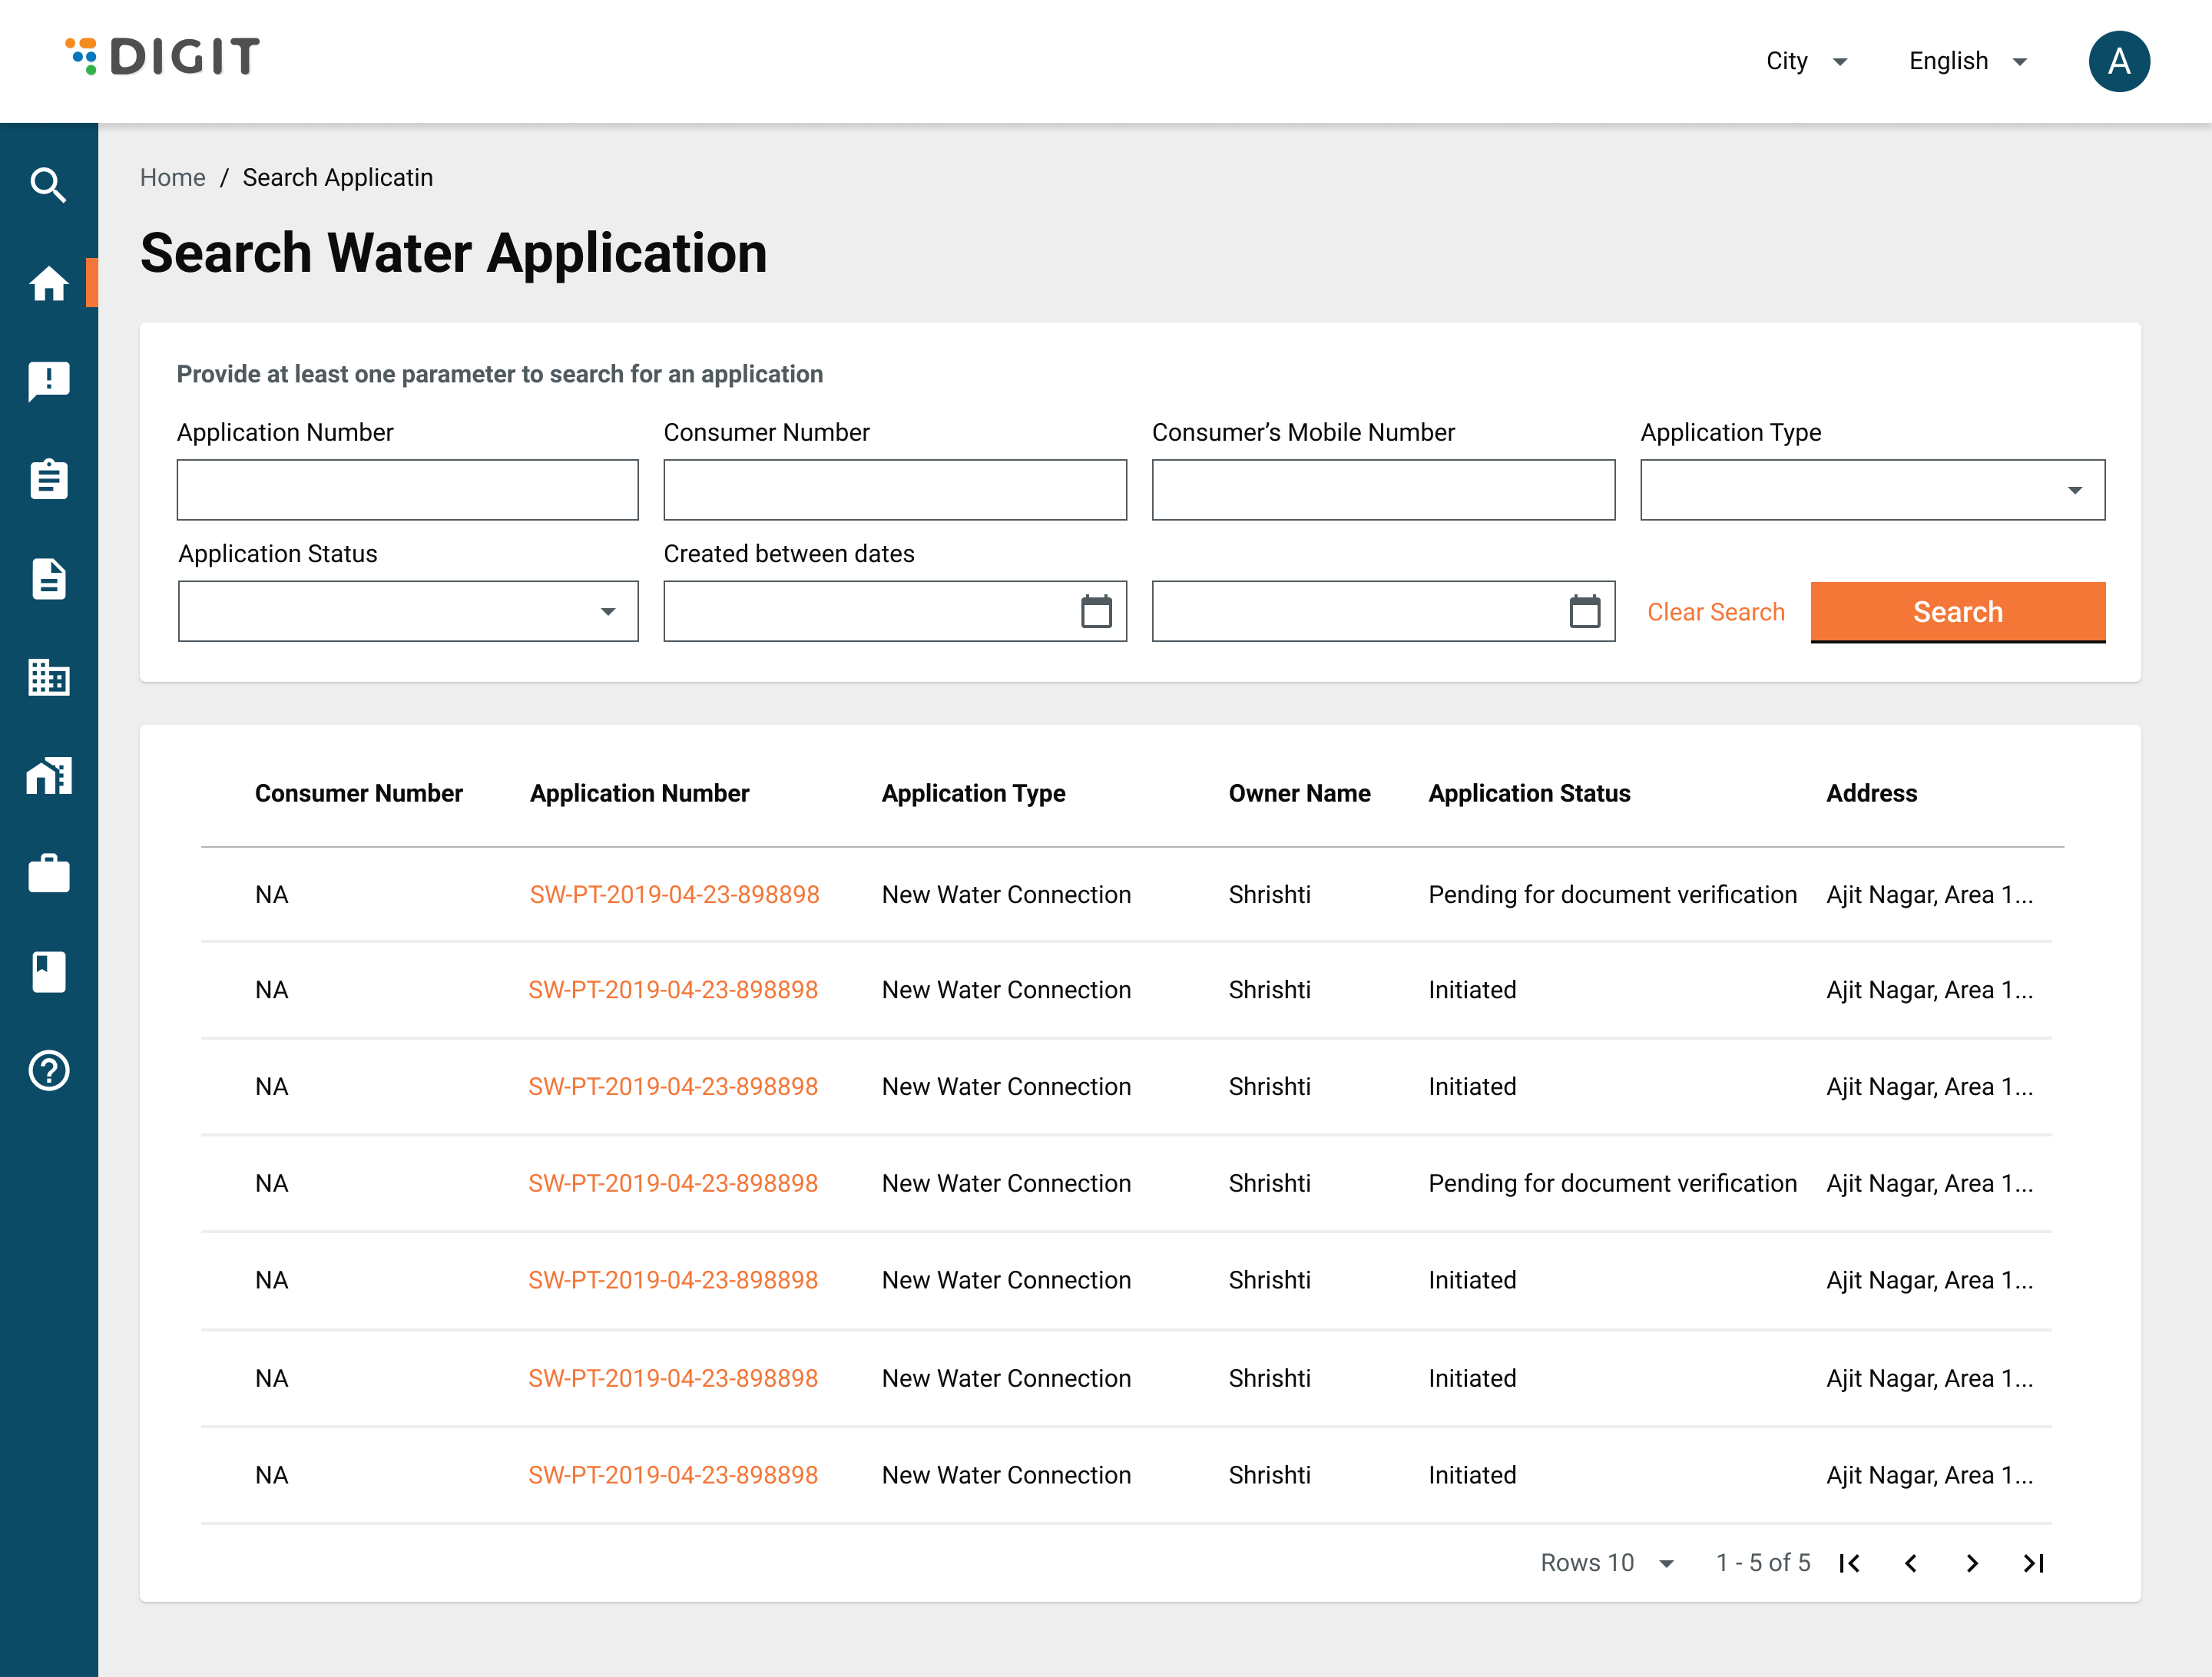 DIGIT
City English A
Home / Search Applicatin
Search Water Application
Provide at least one parameter to search for an application
Application Number Consumer Number Consumer’s Mobile Number Application Type
Application Status Created between dates
Clear Search Search
Consumer Number Application Number Application Type Owner Name Application Status Address
NA SW-PT-2019-04-23-898898 New Water Connection Shrishti Pending for document verification Ajit Nagar, Area 1...
NA SW-PT-2019-04-23-898898 New Water Connection Shrishti Initiated Ajit Nagar, Area 1...
NA SW-PT-2019-04-23-898898 New Water Connection Shrishti Initiated Ajit Nagar, Area 1...
NA SW-PT-2019-04-23-898898 New Water Connection Shrishti Pending for document verification Ajit Nagar, Area 1...
NA SW-PT-2019-04-23-898898 New Water Connection Shrishti Initiated Ajit Nagar, Area 1...
NA SW-PT-2019-04-23-898898 New Water Connection Shrishti Initiated Ajit Nagar, Area 1...
NA SW-PT-2019-04-23-898898 New Water Connection Shrishti Initiated Ajit Nagar, Area 1...
Rows 10 1 - 5 of 5